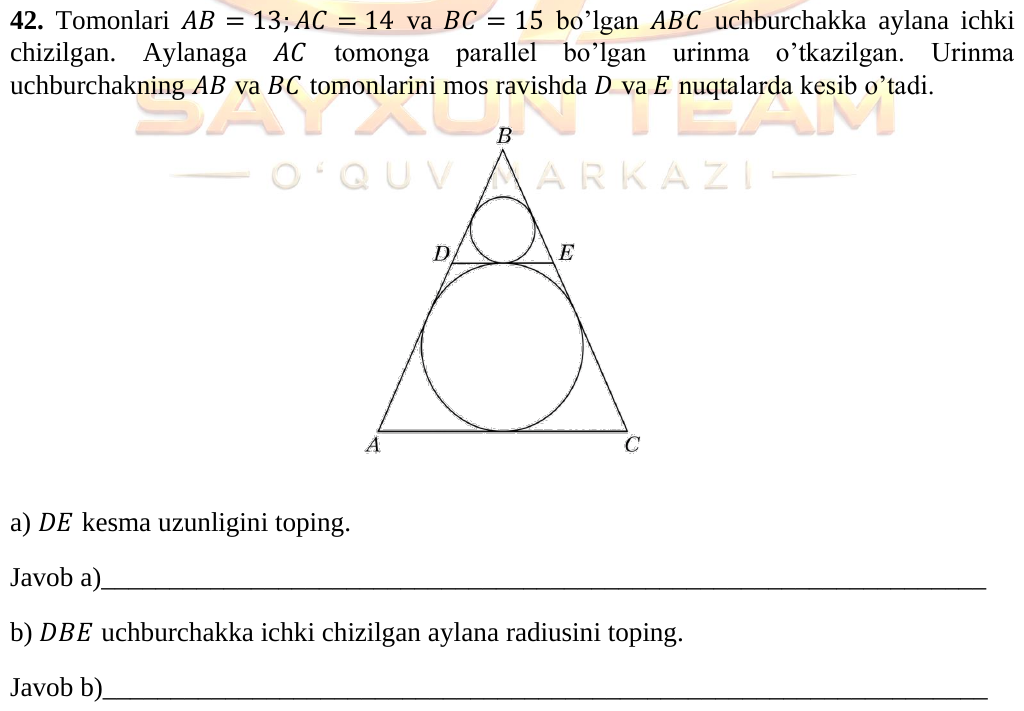 42. Tomonlari AB = 13; AC = 14 va BC = 15 bo’lgan ABC uchburchakka aylana ichki
chizilgan. Aylanaga AC tomonga parallel bo’lgan urinma o’tkazilgan. Urinma
uchburchakning AB va BC tomonlarini mos ravishda D va E nuqtalarda kesib o’tadi.
SAYXUN TEAM
O‘QUV MARKAZI
B
D
E
A
C
a) DE kesma uzunligini toping.
Javob a)
b) DBE uchburchakka ichki chizilgan aylana radiusini toping.
Javob b)